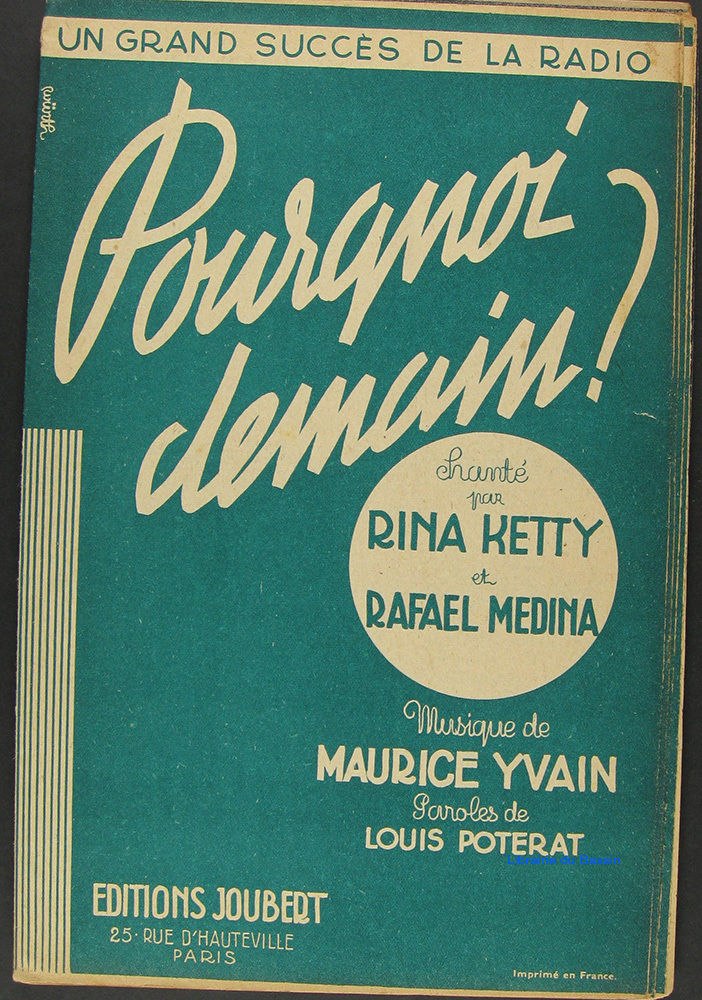 UN GRAND SUCCÈS DE LA RADIO
Würth
Pourquoi
demain ?
chanté
par
RINA KETTY
et
RAFAEL MEDINA
Musique de
MAURICE YVAIN
Paroles de
LOUIS POTERAT
EDITIONS JOUBERT
25 · RUE D'HAUTEVILLE
PARIS
Imprimé en France.